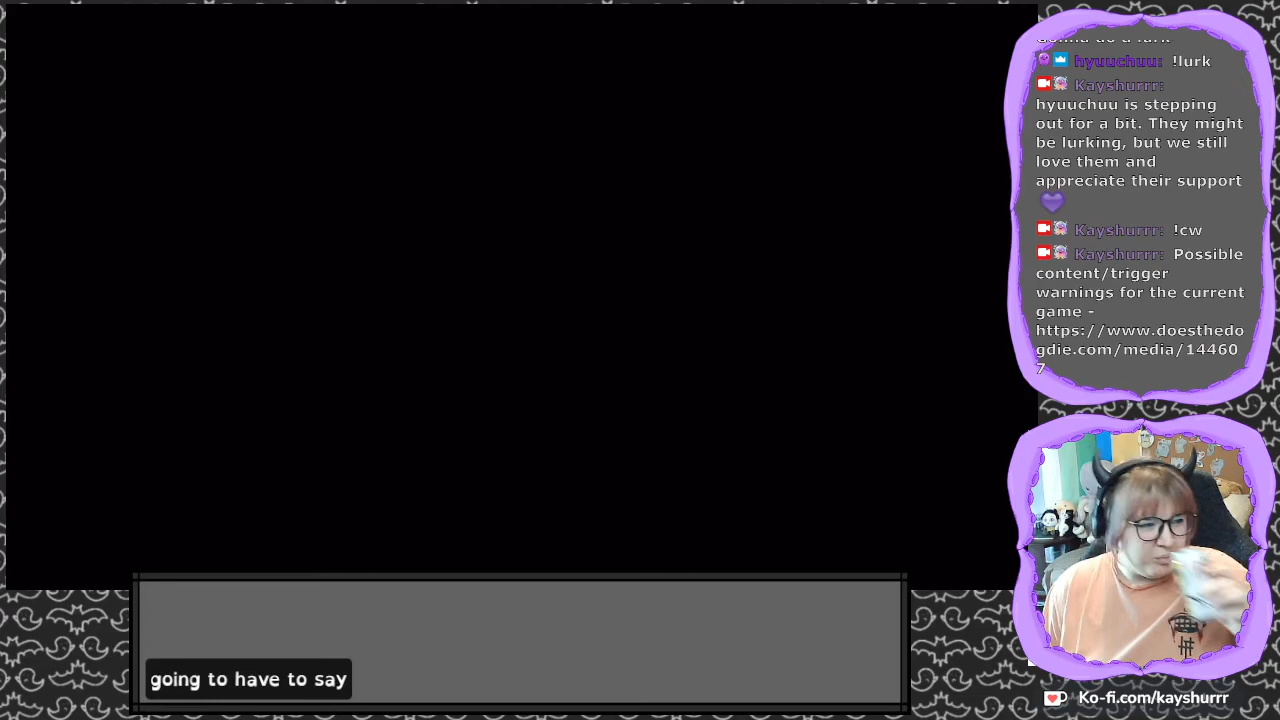 hyuuchuu: !lurk
Kayshurrr:
hyuuchuu is stepping
out for a bit. They might
be lurking, but we still
love them and
appreciate their support
Kayshurrr: !cw
Kayshurrr: Possible
content/trigger
warnings for the current
game -
https://www.doesthedo
gdie.com/media/14460
7
going to have to say
Ko-fi.com/kayshurrr